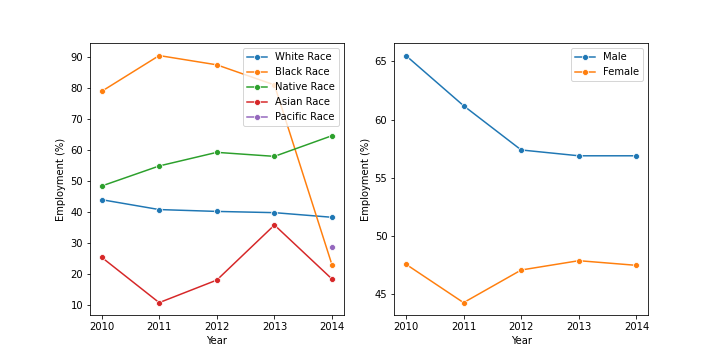 White Race
Black Race
Native Race
Asian Race
Pacific Race
90
80
70
60
50
40
30
20
10
Employment (%)
2010 2011 2012 2013 2014
Year
Male
Female
65
60
55
50
45
Employment (%)
2010 2011 2012 2013 2014
Year